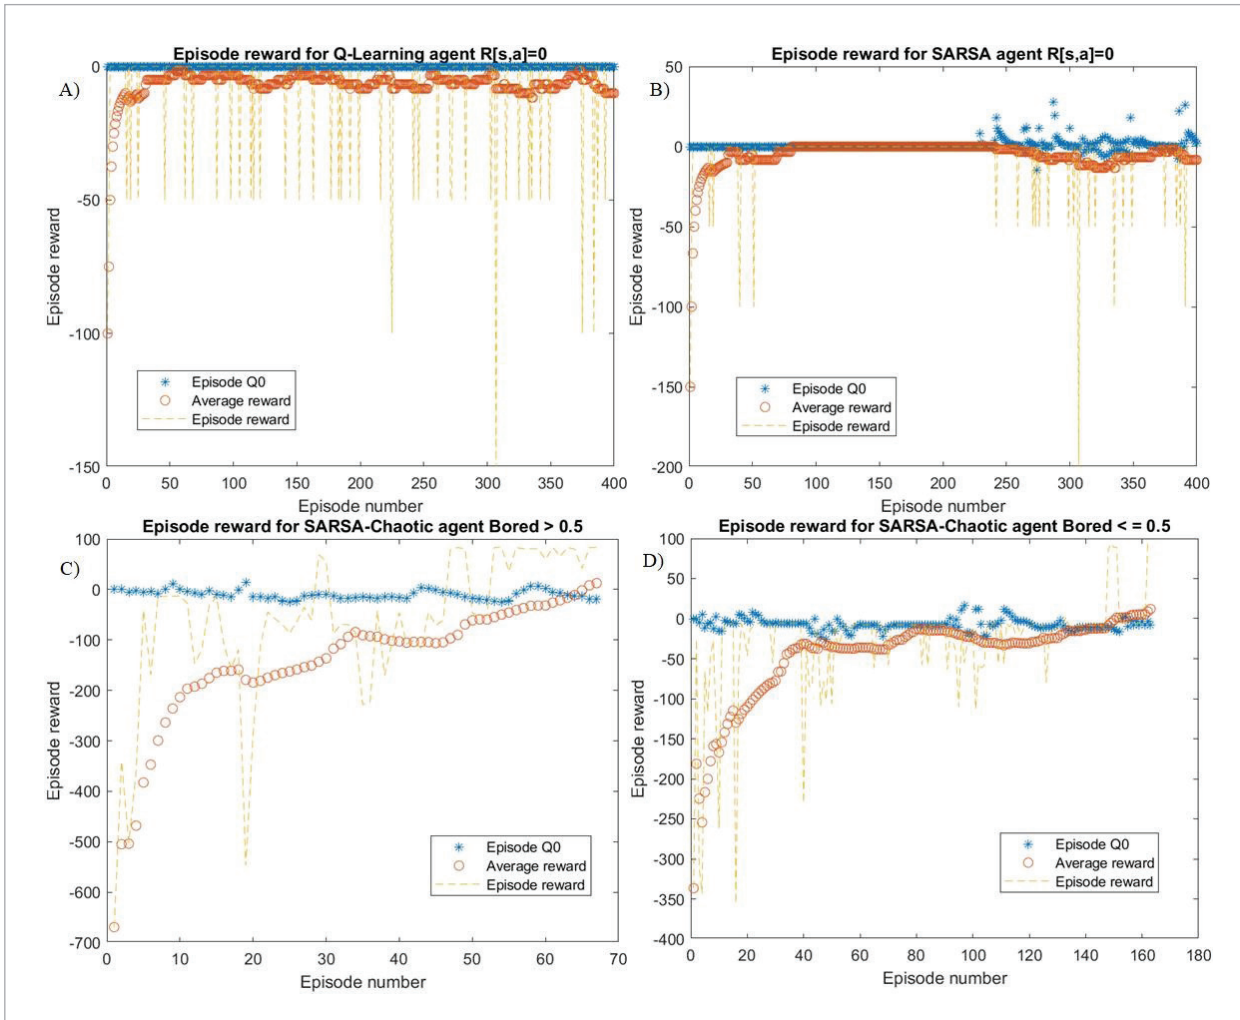 Episode reward for Q-Learning agent R[s,a]=0
A)
Episode reward
0
-50
-100
-150
Episode Q0
Average reward
Episode reward
0 50 100 150 200 250 300 350 400
Episode number
Episode reward for SARSA agent R[s,a]=0
B)
Episode reward
50
0
-50
-100
-150
-200
Episode Q0
Average reward
Episode reward
0 50 100 150 200 250 300 350 400
Episode number
Episode reward for SARSA-Chaotic agent Bored > 0.5
C)
Episode reward
100
0
-100
-200
-300
-400
-500
-600
-700
Episode Q0
Average reward
Episode reward
0 10 20 30 40 50 60 70
Episode number
Episode reward for SARSA-Chaotic agent Bored < = 0.5
D)
Episode reward
100
50
0
-50
-100
-150
-200
-250
-300
-350
-400
Episode Q0
Average reward
Episode reward
0 20 40 60 80 100 120 140 160 180
Episode number